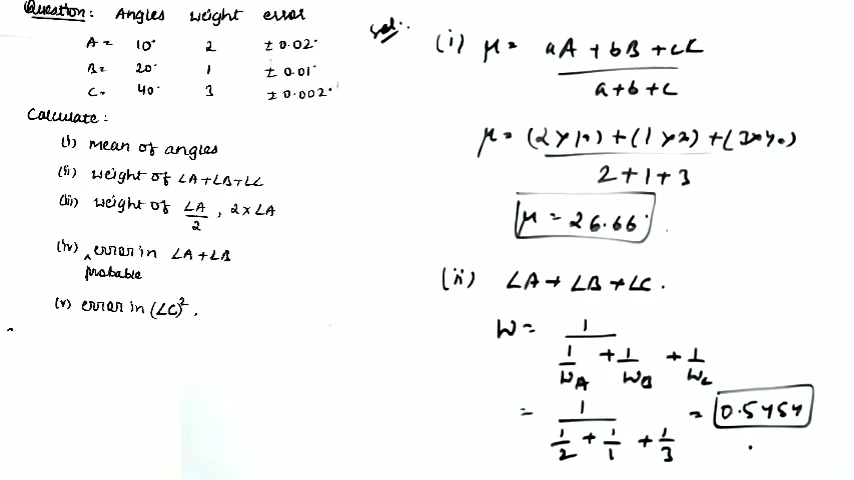 Question: Angles weight error
A = 10° 2 ± 0.02°
B = 20° 1 ± 0.01°
C = 40° 3 ± 0.002°
Calculate:
(i) mean of angles
(ii) weight of ∠A+∠B+∠C
(iii) weight of ∠A/2, 2×∠A
(iv) ^ error in ∠A+∠B
probable
(v) error in (∠C)².
Sol:
(i) μ = aA + bB + cC
a+b+c
μ = (2×10)+(1×20)+(3×40)
2+1+3
μ = 26.66°
(ii) ∠A+∠B+∠C.
W = 1
1/W_A + 1/W_B + 1/W_C
= 1 = 0.5454
1/2 + 1/1 + 1/3